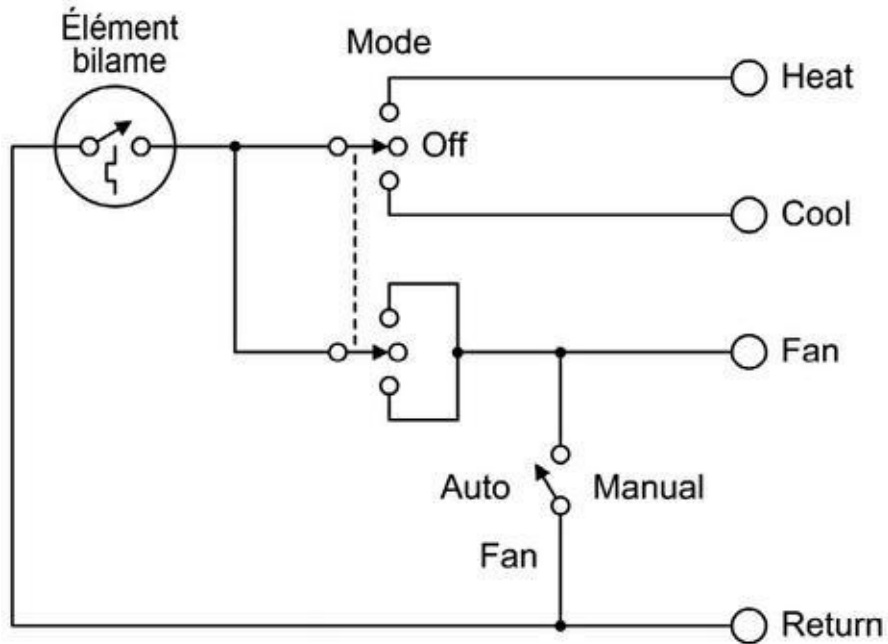 Élément
bilame
Mode
Heat
Off
Cool
Fan
Auto
Manual
Fan
Return